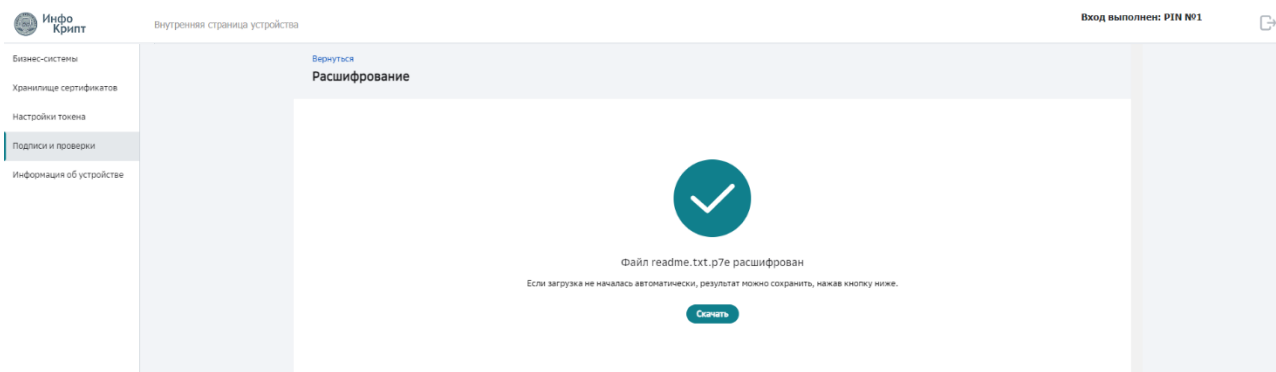 Инфо
Крипт
Внутренняя страница устройства
Вход выполнен: PIN №1
Бизнес-системы
Хранилище сертификатов
Настройки токена
Подписи и проверки
Информация об устройстве
Вернуться
Расшифрование
Файл readme.txt.p7e расшифрован
Если загрузка не началась автоматически, результат можно сохранить, нажав кнопку ниже.
Скачать